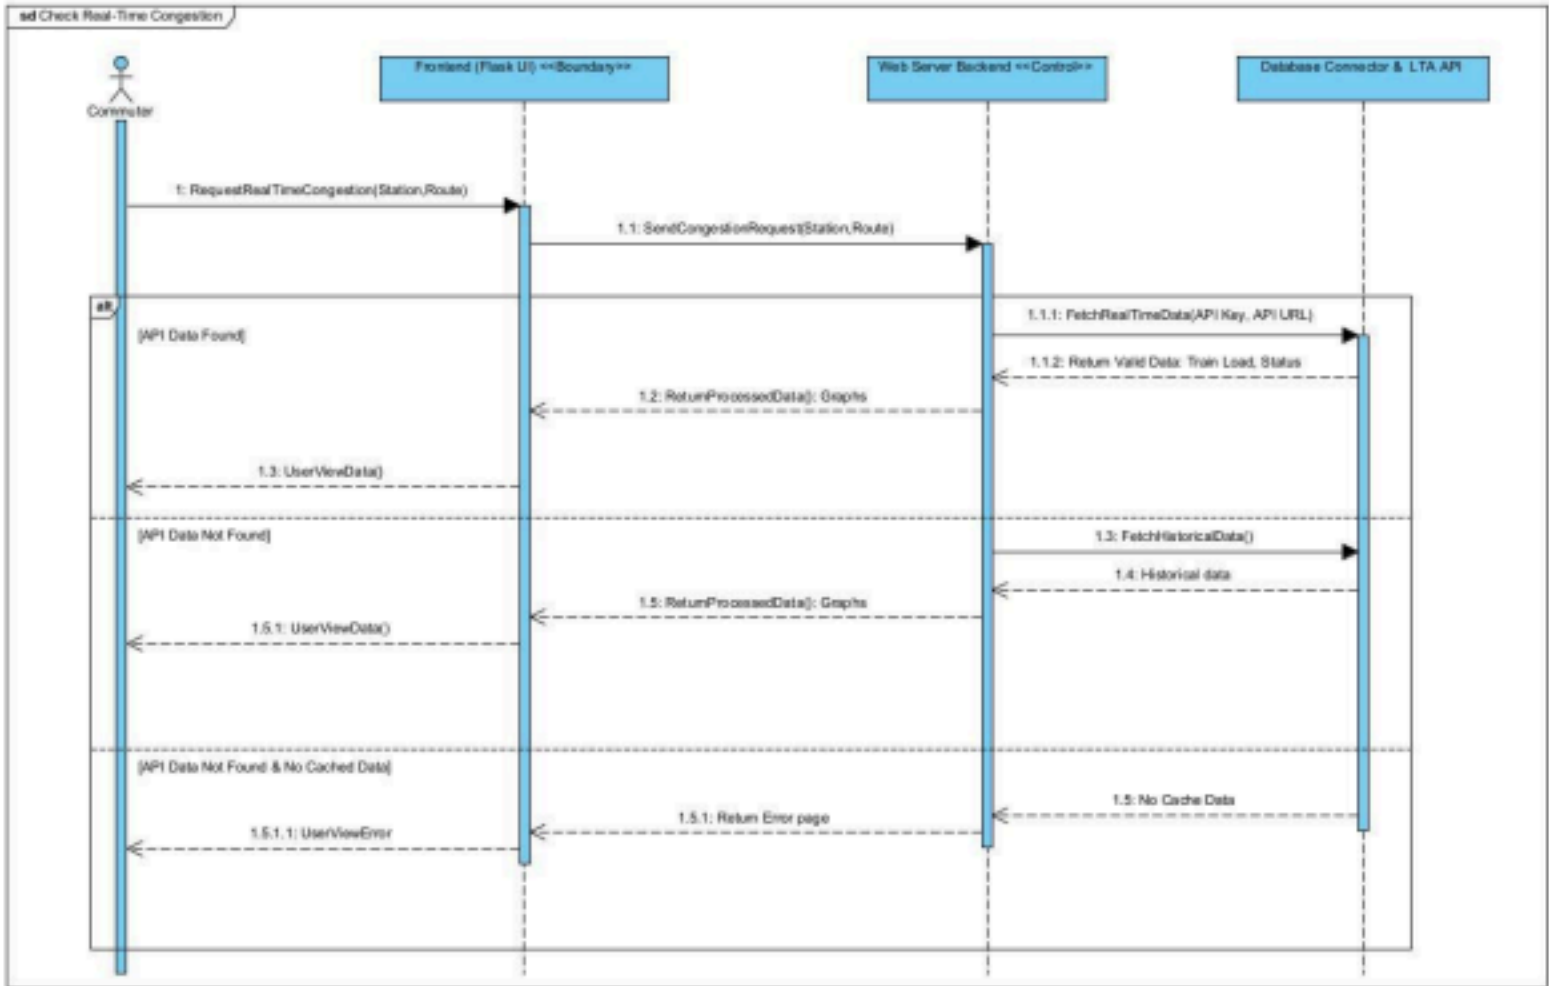 sd Check Real-Time Congestion
Commuter
Frontend (Flask UI) <<Boundary>>
Web Server Backend <<Control>>
Database Connector & LTA API
1: RequestRealTimeCongestion(Station,Route)
1.1: SendCongestionRequest(Station,Route)
alt
[API Data Found]
1.1.1: FetchRealTimeData(API Key, API URL)
1.1.2: Return Valid Data: Train Load, Status
1.2: ReturnProcessedData(): Graphs
1.3: UserViewData()
[API Data Not Found]
1.3: FetchHistoricalData()
1.4: Historical data
1.5: ReturnProcessedData(): Graphs
1.5.1: UserViewData()
[API Data Not Found & No Cached Data]
1.5: No Cache Data
1.5.1: Return Error page
1.5.1.1: UserViewError